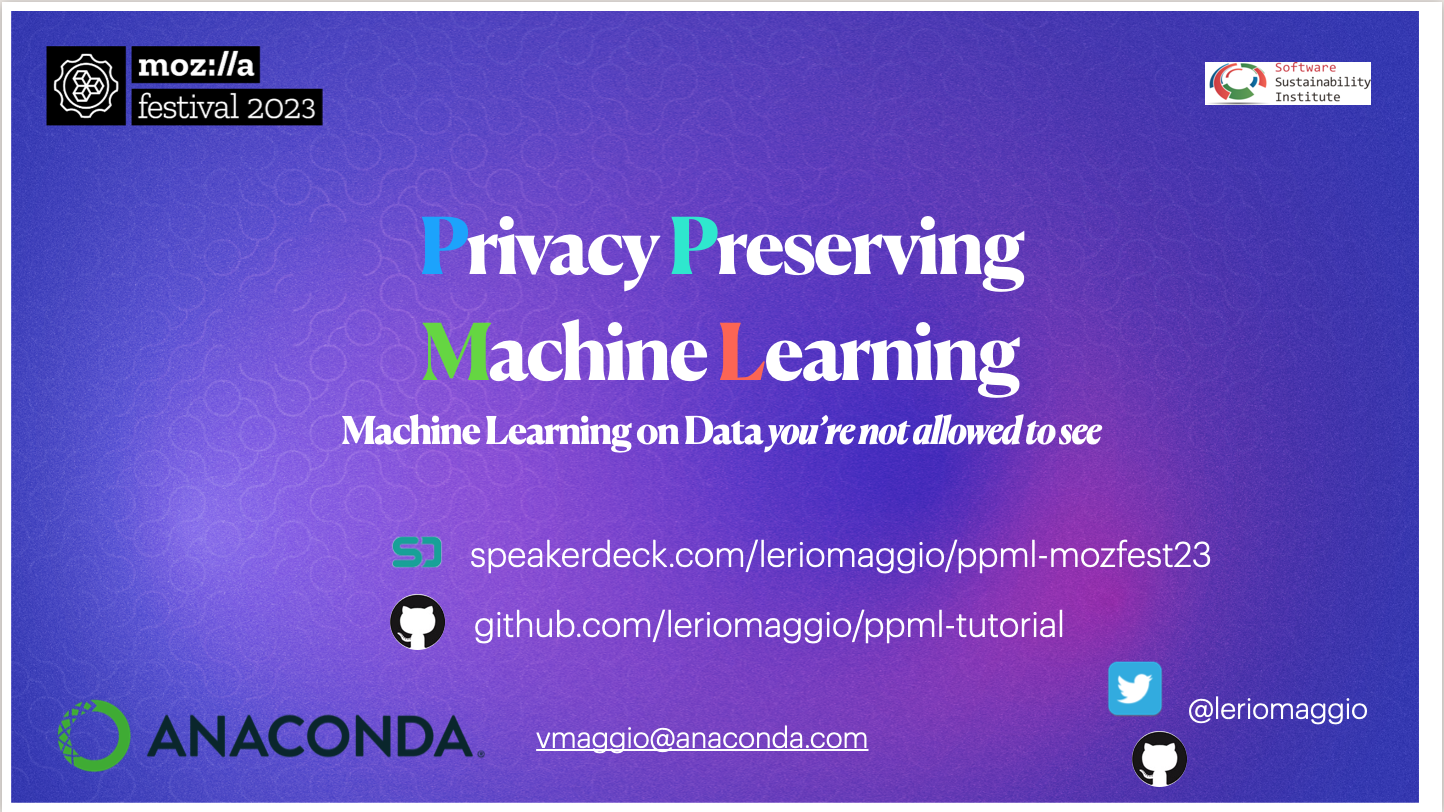 moz://a
festival 2023
Software
Sustainability
Institute
Privacy Preserving
Machine Learning
Machine Learning on Data you're not allowed to see
SD
speakerdeck.com/leriomaggio/ppml-mozfest23
github.com/leriomaggio/ppml-tutorial
@leriomaggio
ANACONDA®
vmaggio@anaconda.com